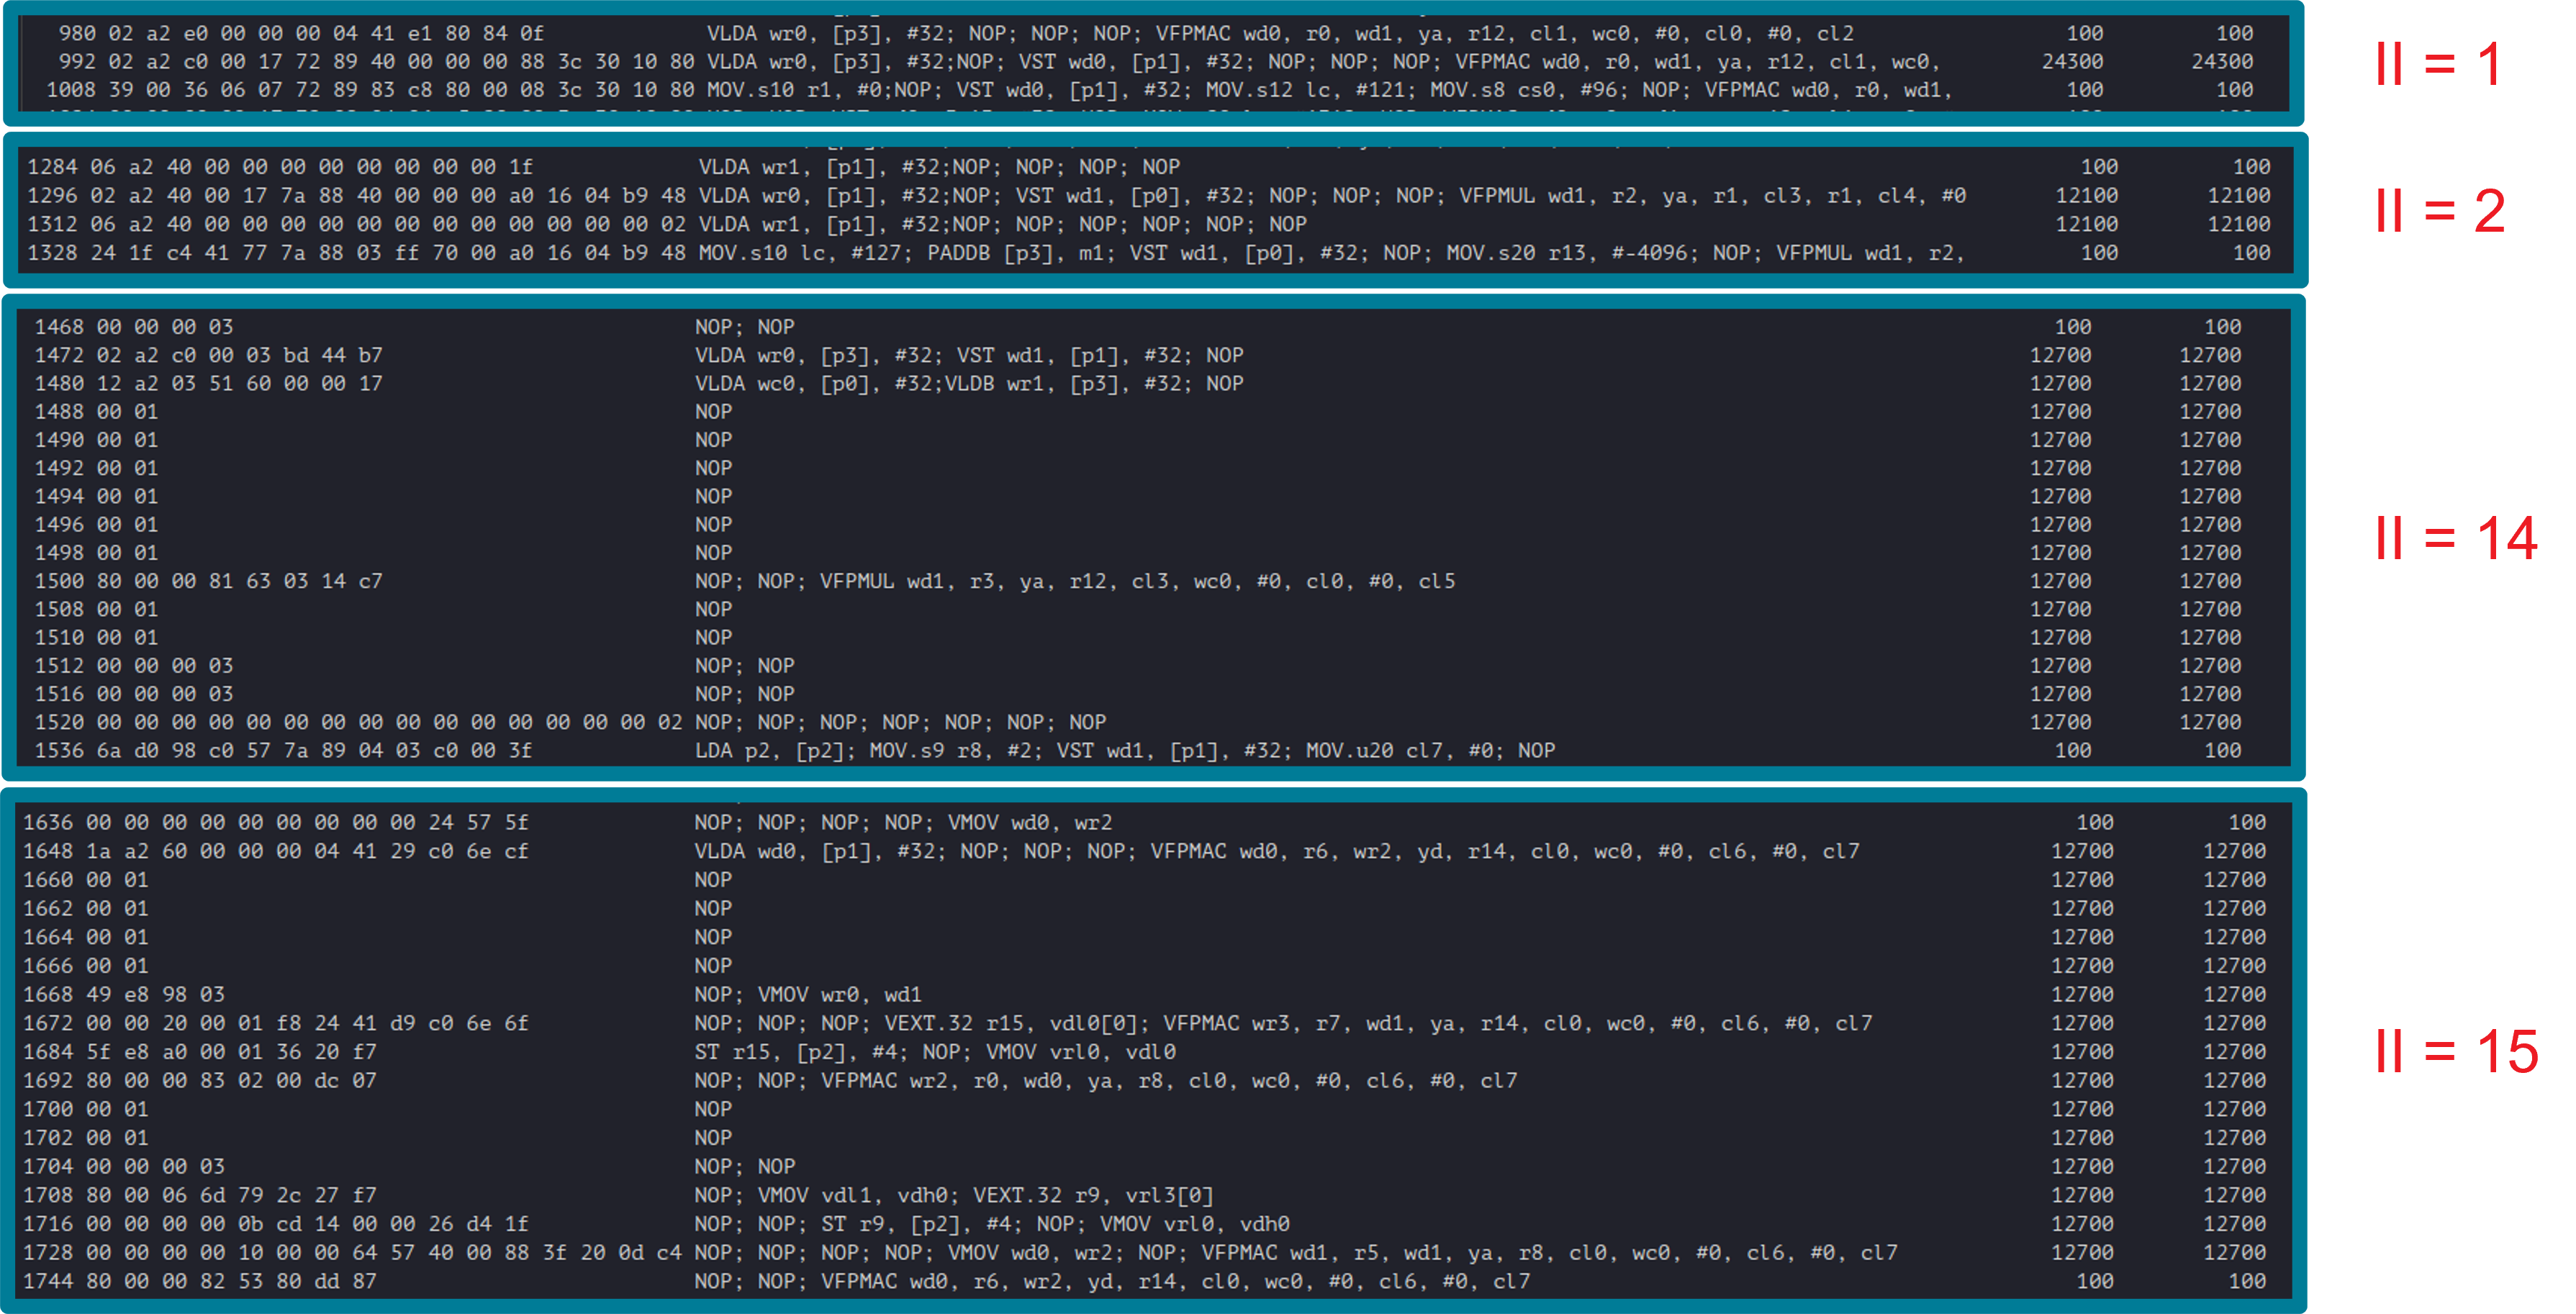 980 02 a2 e0 00 00 00 04 41 e1 80 84 0f VLDA wr0, [p3], #32; NOP; NOP; NOP; VFPMAC wd0, r0, wd1, ya, r12, cl1, wc0, #0, cl0, #0, cl2 100 100
992 02 a2 c0 00 17 72 89 40 00 00 00 88 3c 30 10 80 VLDA wr0, [p3], #32;NOP; VST wd0, [p1], #32; NOP; NOP; NOP; VFPMAC wd0, r0, wd1, ya, r12, cl1, wc0, 24300 24300
II = 1
1008 39 00 36 06 07 72 89 83 c8 80 00 08 3c 30 10 80 MOV.s10 r1, #0;NOP; VST wd0, [p1], #32; MOV.s12 lc, #121; MOV.s8 cs0, #96; NOP; VFPMAC wd0, r0, wd1, 100 100
1284 06 a2 40 00 00 00 00 00 00 00 00 1f VLDA wr1, [p1], #32;NOP; NOP; NOP; NOP 100 100
1296 02 a2 40 00 17 7a 88 40 00 00 00 a0 16 04 b9 48 VLDA wr0, [p1], #32;NOP; VST wd1, [p0], #32; NOP; NOP; NOP; VFPMUL wd1, r2, ya, r1, cl3, r1, cl4, #0 12100 12100
II = 2
1312 06 a2 40 00 00 00 00 00 00 00 00 00 00 00 00 02 VLDA wr1, [p1], #32;NOP; NOP; NOP; NOP; NOP; NOP 12100 12100
1328 24 1f c4 41 77 7a 88 03 ff 70 00 a0 16 04 b9 48 MOV.s10 lc, #127; PADDB [p3], m1; VST wd1, [p0], #32; NOP; MOV.s20 r13, #-4096; NOP; VFPMUL wd1, r2, 100 100
1468 00 00 00 03 NOP; NOP 100 100
1472 02 a2 c0 00 03 bd 44 b7 VLDA wr0, [p3], #32; VST wd1, [p1], #32; NOP 12700 12700
1480 12 a2 03 51 60 00 00 17 VLDA wc0, [p0], #32;VLDB wr1, [p3], #32; NOP 12700 12700
1488 00 01 NOP 12700 12700
1490 00 01 NOP 12700 12700
1492 00 01 NOP 12700 12700
1494 00 01 NOP 12700 12700
1496 00 01 NOP 12700 12700
II = 14
1498 00 01 NOP 12700 12700
1500 80 00 00 81 63 03 14 c7 NOP; NOP; VFPMUL wd1, r3, ya, r12, cl3, wc0, #0, cl0, #0, cl5 12700 12700
1508 00 01 NOP 12700 12700
1510 00 01 NOP 12700 12700
1512 00 00 00 03 NOP; NOP 12700 12700
1516 00 00 00 03 NOP; NOP 12700 12700
1520 00 00 00 00 00 00 00 00 00 00 00 00 00 00 00 02 NOP; NOP; NOP; NOP; NOP; NOP; NOP 12700 12700
1536 6a d0 98 c0 57 7a 89 04 03 c0 00 3f LDA p2, [p2]; MOV.s9 r8, #2; VST wd1, [p1], #32; MOV.u20 cl7, #0; NOP 100 100
1636 00 00 00 00 00 00 00 00 00 24 57 5f NOP; NOP; NOP; NOP; VMOV wd0, wr2 100 100
1648 1a a2 60 00 00 00 04 41 29 c0 6e cf VLDA wd0, [p1], #32; NOP; NOP; NOP; VFPMAC wd0, r6, wr2, yd, r14, cl0, wc0, #0, cl6, #0, cl7 12700 12700
1660 00 01 NOP 12700 12700
1662 00 01 NOP 12700 12700
1664 00 01 NOP 12700 12700
1666 00 01 NOP 12700 12700
1668 49 e8 98 03 NOP; VMOV wr0, wd1 12700 12700
1672 00 00 20 00 01 f8 24 41 d9 c0 6e 6f NOP; NOP; NOP; VEXT.32 r15, vdl0[0]; VFPMAC wr3, r7, wd1, ya, r14, cl0, wc0, #0, cl6, #0, cl7 12700 12700
1684 5f e8 a0 00 01 36 20 f7 ST r15, [p2], #4; NOP; VMOV vrl0, vdl0 12700 12700
II = 15
1692 80 00 00 83 02 00 dc 07 NOP; NOP; VFPMAC wr2, r0, wd0, ya, r8, cl0, wc0, #0, cl6, #0, cl7 12700 12700
1700 00 01 NOP 12700 12700
1702 00 01 NOP 12700 12700
1704 00 00 00 03 NOP; NOP 12700 12700
1708 80 00 06 6d 79 2c 27 f7 NOP; VMOV vdl1, vdh0; VEXT.32 r9, vrl3[0] 12700 12700
1716 00 00 00 00 0b cd 14 00 00 26 d4 1f NOP; NOP; ST r9, [p2], #4; NOP; VMOV vrl0, vdh0 12700 12700
1728 00 00 00 00 10 00 00 64 57 40 00 88 3f 20 0d c4 NOP; NOP; NOP; NOP; VMOV wd0, wr2; NOP; VFPMAC wd1, r5, wd1, ya, r8, cl0, wc0, #0, cl6, #0, cl7 12700 12700
1744 80 00 00 82 53 80 dd 87 NOP; NOP; VFPMAC wd0, r6, wr2, yd, r14, cl0, wc0, #0, cl6, #0, cl7 100 100